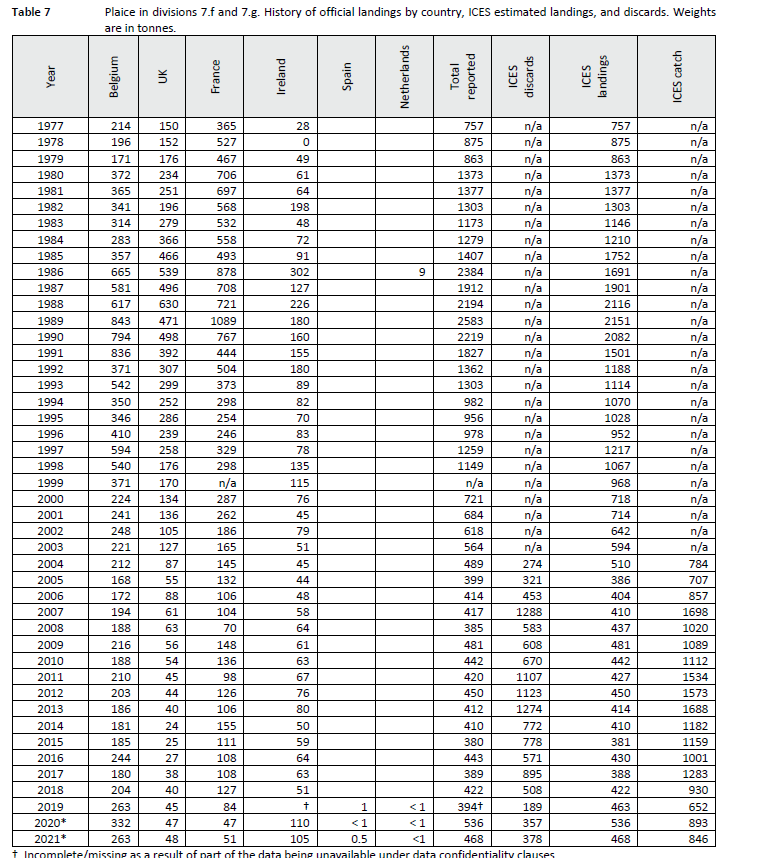 Table 7 Plaice in divisions 7.f and 7.g. History of official landings by country, ICES estimated landings, and discards. Weights
are in tonnes.
Year Belgium UK France Ireland Spain Netherlands Total reported ICES discards ICES landings ICES catch
1977 214 150 365 28 757 n/a 757 n/a
1978 196 152 527 0 875 n/a 875 n/a
1979 171 176 467 49 863 n/a 863 n/a
1980 372 234 706 61 1373 n/a 1373 n/a
1981 365 251 697 64 1377 n/a 1377 n/a
1982 341 196 568 198 1303 n/a 1303 n/a
1983 314 279 532 48 1173 n/a 1146 n/a
1984 283 366 558 72 1279 n/a 1210 n/a
1985 357 466 493 91 1407 n/a 1752 n/a
1986 665 539 878 302 9 2384 n/a 1691 n/a
1987 581 496 708 127 1912 n/a 1901 n/a
1988 617 630 721 226 2194 n/a 2116 n/a
1989 843 471 1089 180 2583 n/a 2151 n/a
1990 794 498 767 160 2219 n/a 2082 n/a
1991 836 392 444 155 1827 n/a 1501 n/a
1992 371 307 504 180 1362 n/a 1188 n/a
1993 542 299 373 89 1303 n/a 1114 n/a
1994 350 252 298 82 982 n/a 1070 n/a
1995 346 286 254 70 956 n/a 1028 n/a
1996 410 239 246 83 978 n/a 952 n/a
1997 594 258 329 78 1259 n/a 1217 n/a
1998 540 176 298 135 1149 n/a 1067 n/a
1999 371 170 n/a 115 n/a n/a 968 n/a
2000 224 134 287 76 721 n/a 718 n/a
2001 241 136 262 45 684 n/a 714 n/a
2002 248 105 186 79 618 n/a 642 n/a
2003 221 127 165 51 564 n/a 594 n/a
2004 212 87 145 45 489 274 510 784
2005 168 55 132 44 399 321 386 707
2006 172 88 106 48 414 453 404 857
2007 194 61 104 58 417 1288 410 1698
2008 188 63 70 64 385 583 437 1020
2009 216 56 148 61 481 608 481 1089
2010 188 54 136 63 442 670 442 1112
2011 210 45 98 67 420 1107 427 1534
2012 203 44 126 76 450 1123 450 1573
2013 186 40 106 80 412 1274 414 1688
2014 181 24 155 50 410 772 410 1182
2015 185 25 111 59 380 778 381 1159
2016 244 27 108 64 443 571 430 1001
2017 180 38 108 63 389 895 388 1283
2018 204 40 127 51 422 508 422 930
2019 263 45 84 † 1 < 1 394† 189 463 652
2020* 332 47 47 110 < 1 < 1 536 357 536 893
2021* 263 48 51 105 0.5 <1 468 378 468 846
† Incomplete/missing as a result of part of the data being unavailable under data confidentiality clauses